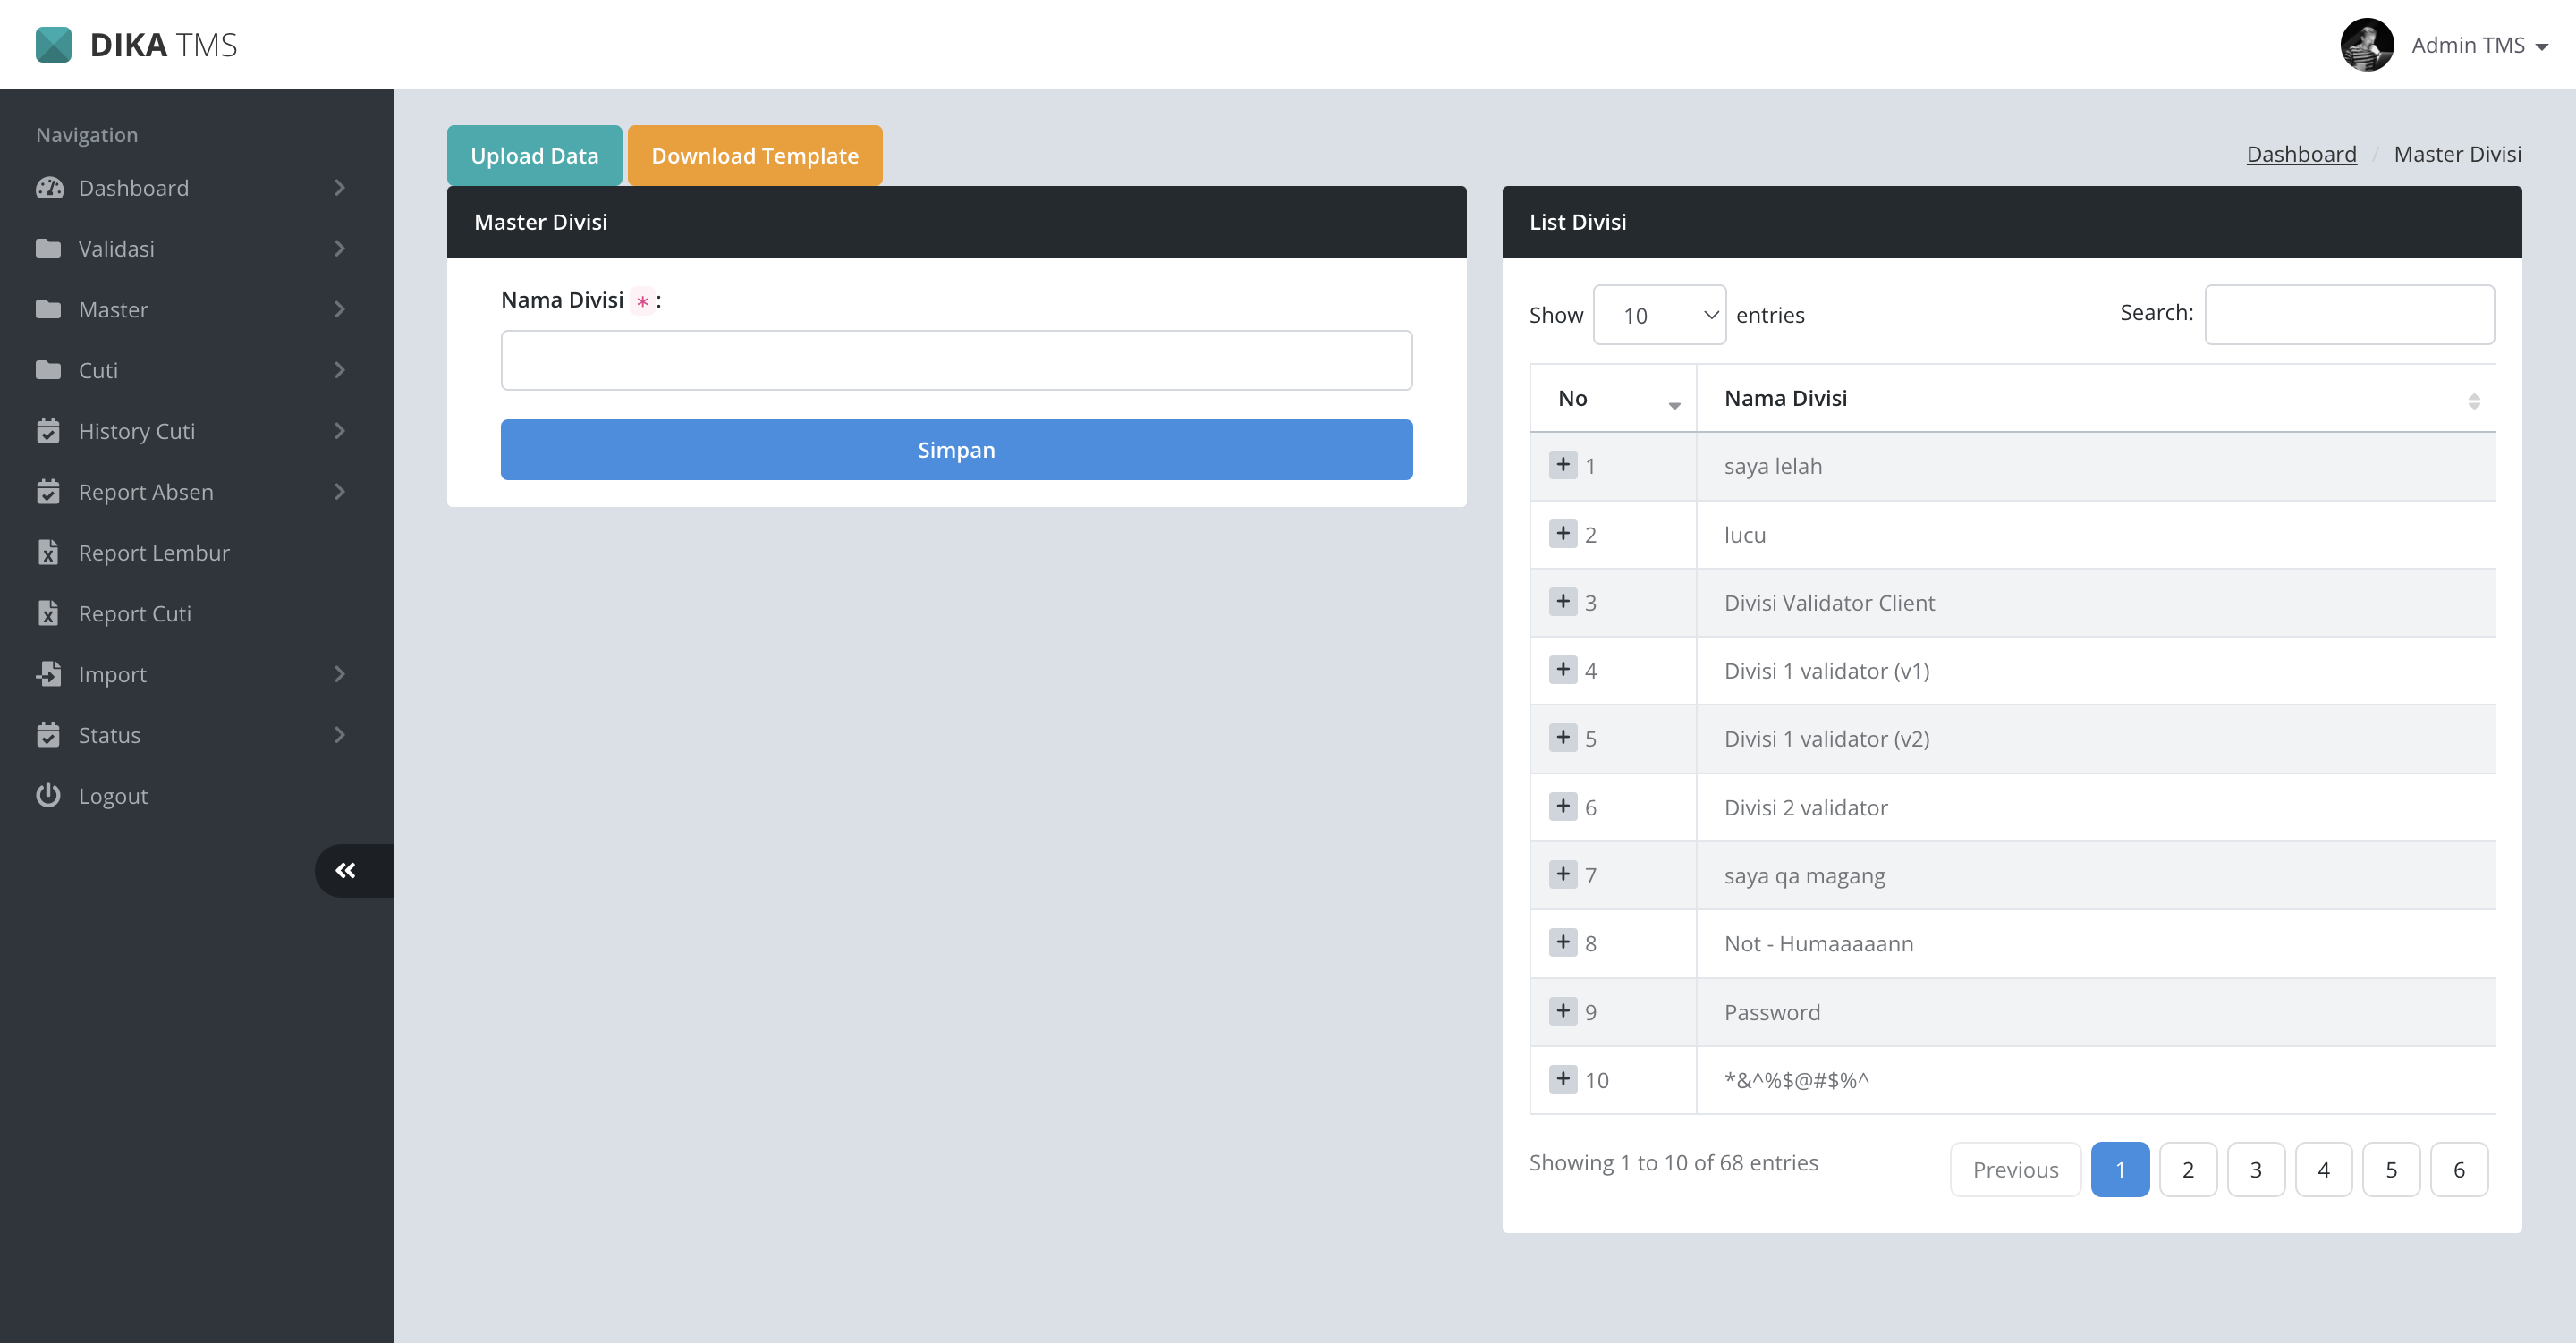 DIKA TMS
Admin TMS
Navigation
Dashboard
Validasi
Master
Cuti
History Cuti
Report Absen
Report Lembur
Report Cuti
Import
Status
Logout
Upload Data
Download Template
Dashboard / Master Divisi
Master Divisi
Nama Divisi * :
Simpan
List Divisi
Show 10 entries
Search:
No Nama Divisi
+ 1 saya lelah
+ 2 lucu
+ 3 Divisi Validator Client
+ 4 Divisi 1 validator (v1)
+ 5 Divisi 1 validator (v2)
+ 6 Divisi 2 validator
+ 7 saya qa magang
+ 8 Not - Humaaaaann
+ 9 Password
+ 10 *&^%$@#$%^
Showing 1 to 10 of 68 entries
Previous 1 2 3 4 5 6